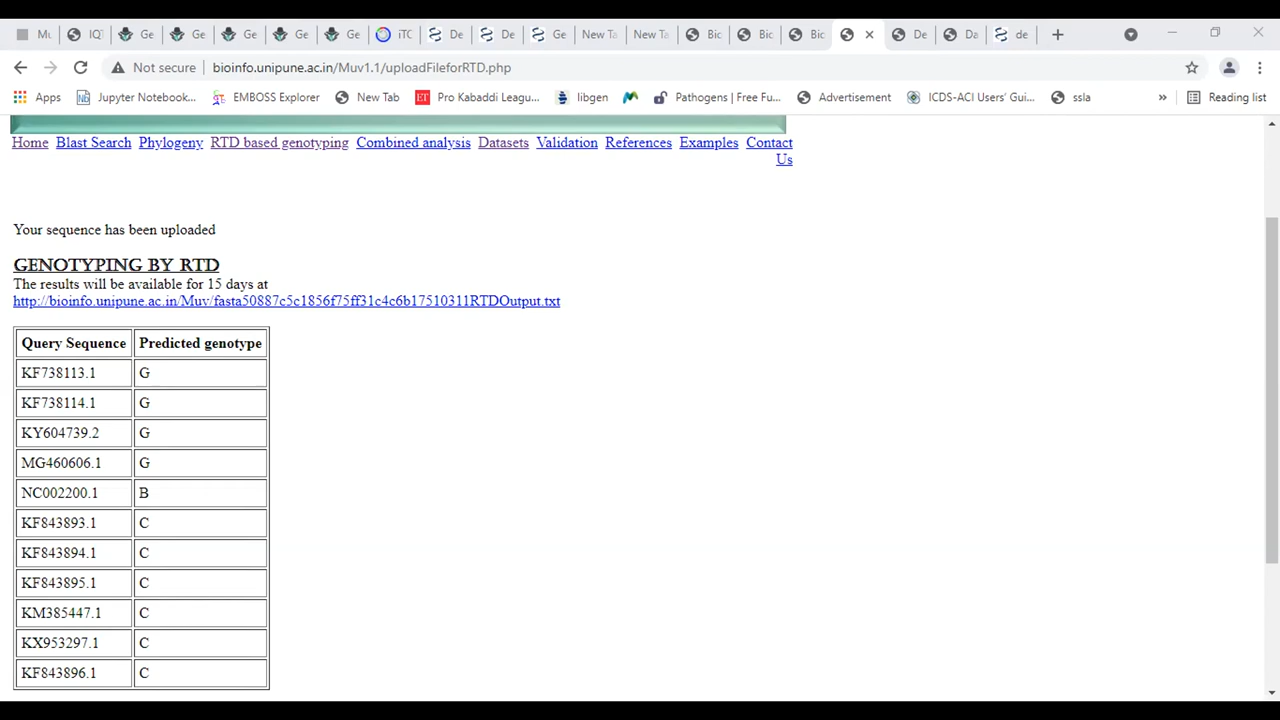 Mu IQ Ge Ge Ge Ge Ge iTC De De Ge New Ta New Ta Bio Bio Bio De Da de
Not secure bioinfo.unipune.ac.in/Muv1.1/uploadFileforRTD.php
Apps Jupyter Notebook... EMBOSS Explorer New Tab Pro Kabaddi Leagu... libgen Pathogens | Free Fu... Advertisement ICDS-ACI Users' Gui... ssla » Reading list
Home Blast Search Phylogeny RTD based genotyping Combined analysis Datasets Validation References Examples Contact
Us
Your sequence has been uploaded
GENOTYPING BY RTD
The results will be available for 15 days at
http://bioinfo.unipune.ac.in/Muv/fasta50887c5c1856f75ff31c4c6b17510311RTDOutput.txt
Query Sequence Predicted genotype
KF738113.1 G
KF738114.1 G
KY604739.2 G
MG460606.1 G
NC002200.1 B
KF843893.1 C
KF843894.1 C
KF843895.1 C
KM385447.1 C
KX953297.1 C
KF843896.1 C